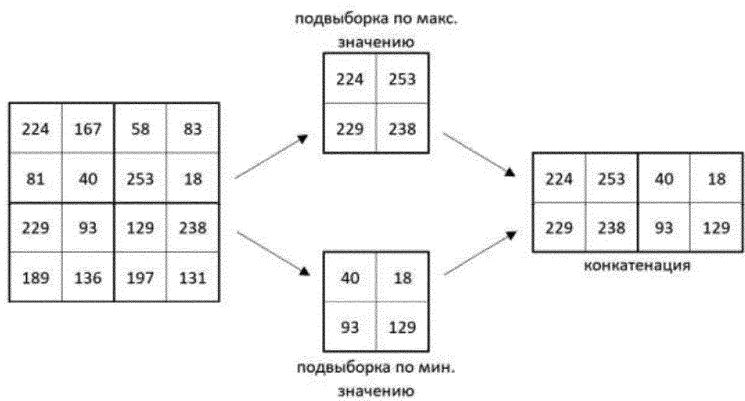 подвыборка по макс.
значению
224 253
229 238
224 167 58 83
81 40 253 18
229 93 129 238
189 136 197 131
224 253 40 18
229 238 93 129
конкатенация
40 18
93 129
подвыборка по мин.
значению